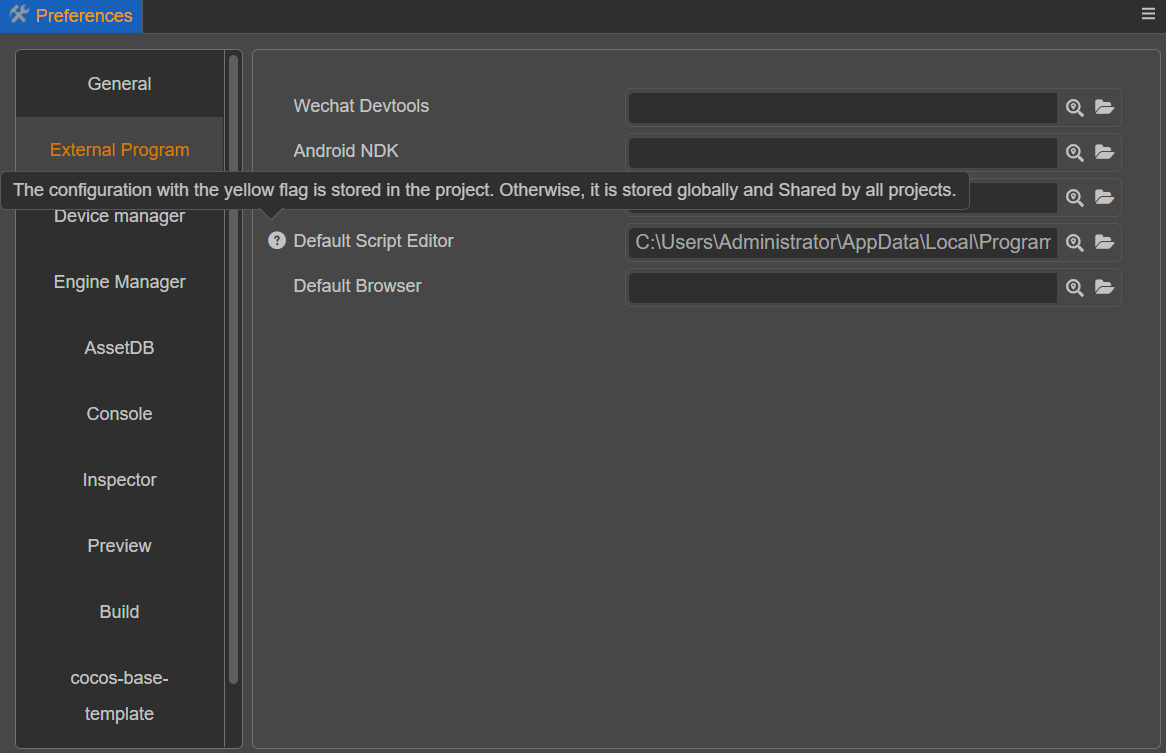 Preferences
General
External Program
Device manager
Engine Manager
AssetDB
Console
Inspector
Preview
Build
cocos-base-
template
Wechat Devtools
Android NDK
The configuration with the yellow flag is stored in the project. Otherwise, it is stored globally and Shared by all projects.
Default Script Editor
C:\Users\Administrator\AppData\Local\Program
Default Browser